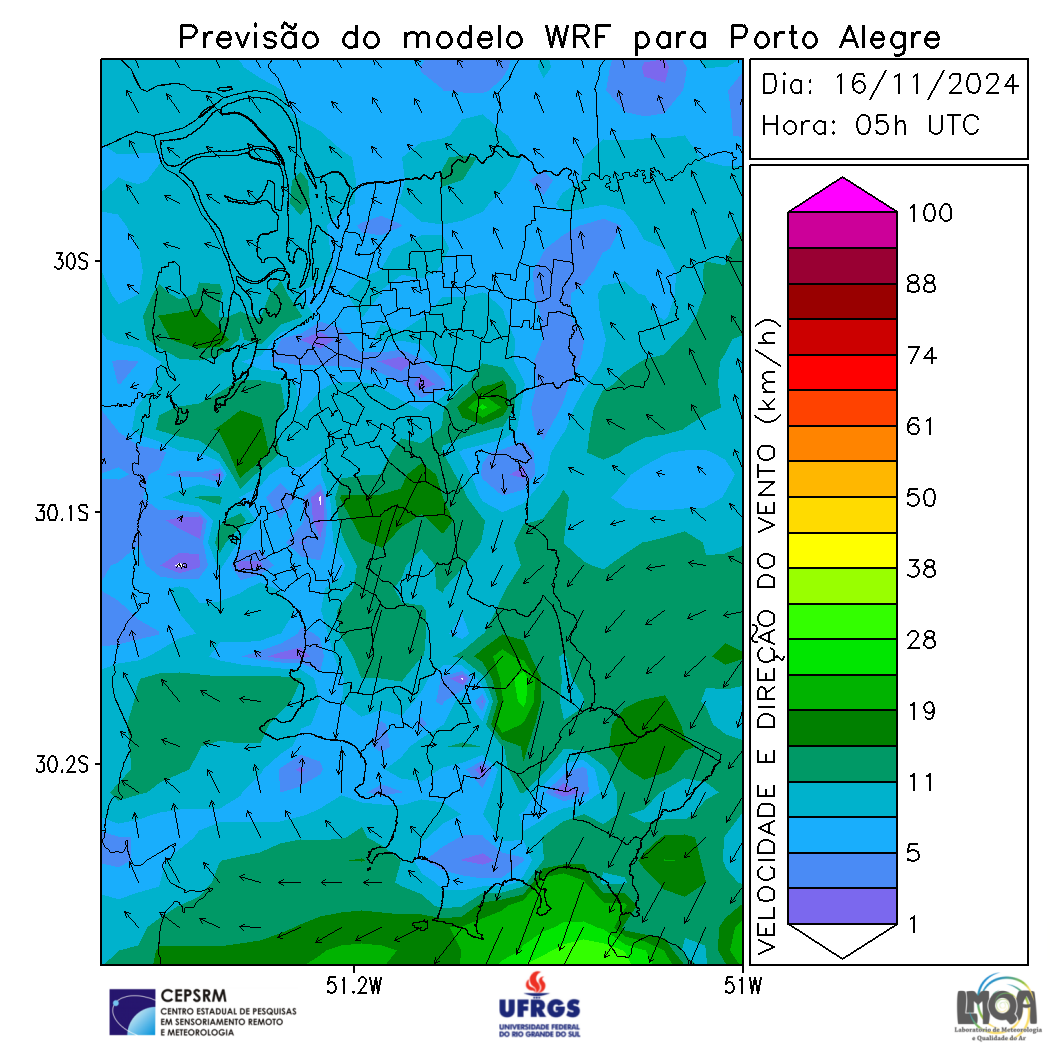 Previsão do modelo WRF para Porto Alegre
Dia: 16/11/2024
Hora: 05h UTC
30S
30.1S
30.2S
51.2W
51W
VELOCIDADE E DIREÇÃO DO VENTO (km/h)
100
88
74
61
50
38
28
19
11
5
1
CEPSRM
CENTRO ESTADUAL DE PESQUISAS
EM SENSORIAMENTO REMOTO
E METEOROLOGIA
UFRGS
UNIVERSIDADE FEDERAL
DO RIO GRANDE DO SUL
LMQA
Laboratório de Meteorologia
e Qualidade do Ar